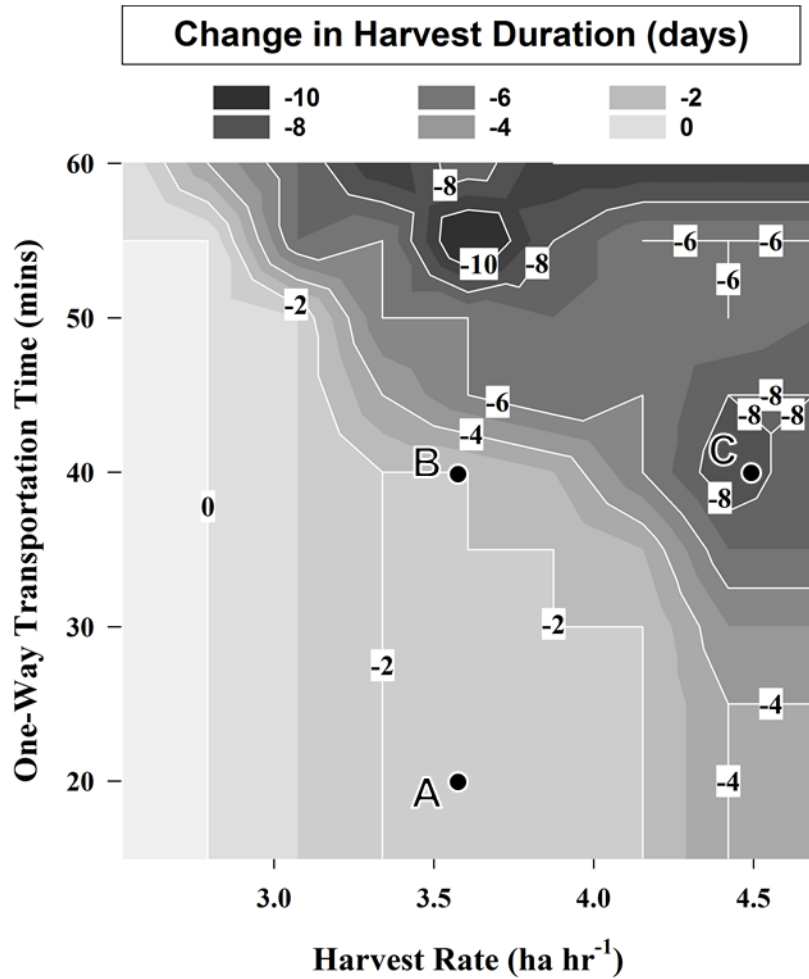 Change in Harvest Duration (days)
-10 -6 -2
-8 -4 0
60
-8
-10
-8
-6 -6
-6
50
-2
-8
-6
-8 -8
-4
C
40
B
-8
0
30
-2
-2
-4
20
A
-4
One-Way Transportation Time (mins)
3.0 3.5 4.0 4.5
Harvest Rate (ha hr⁻¹)